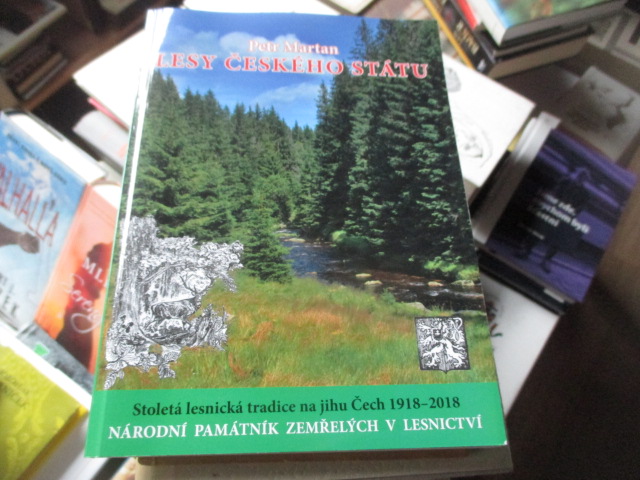 Petr Martan
LESY ČESKÉHO STÁTU
Stoletá lesnická tradice na jihu Čech 1918–2018
NÁRODNÍ PAMÁTNÍK ZEMŘELÝCH V LESNICTVÍ